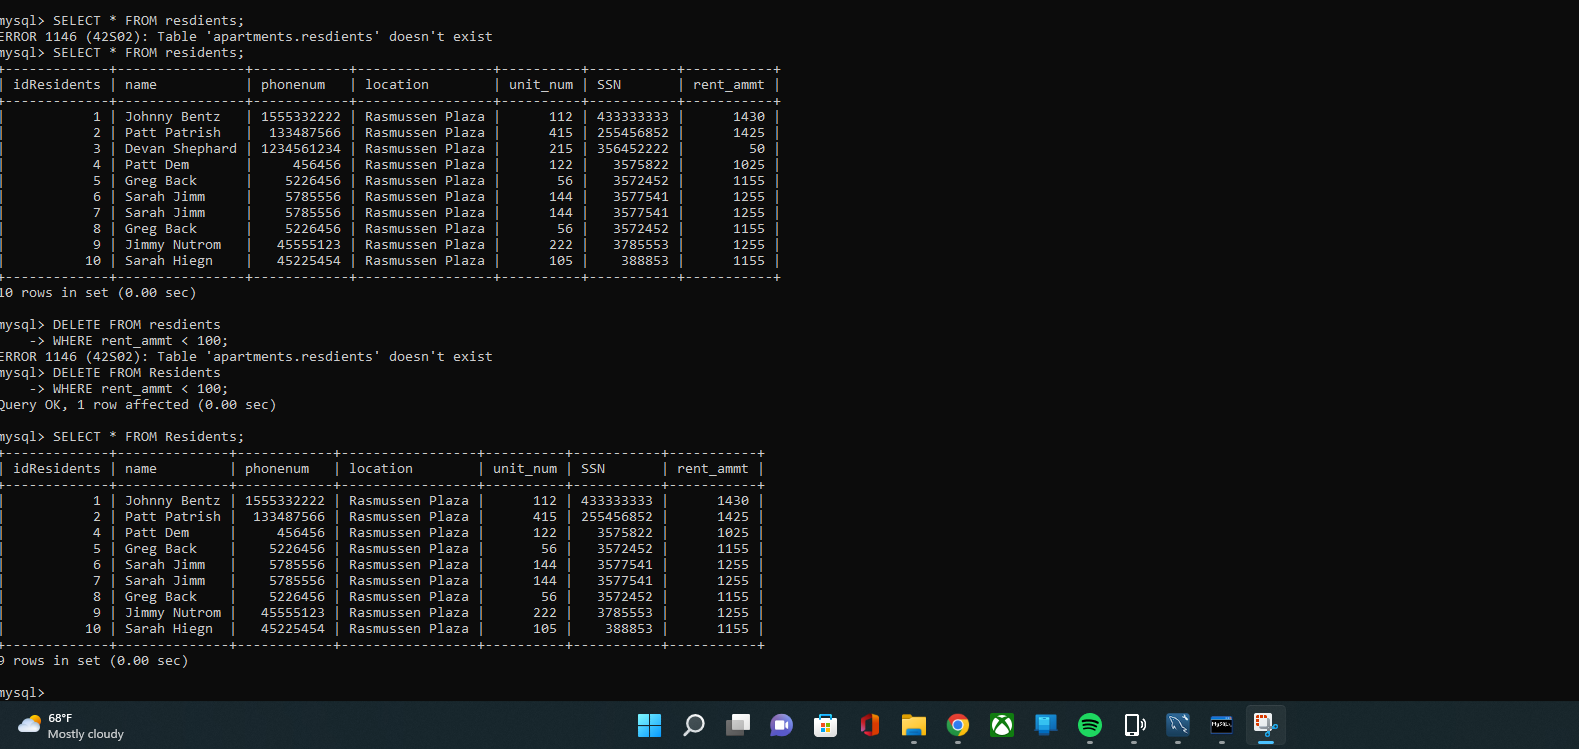 mysql> SELECT * FROM resdients;
ERROR 1146 (42S02): Table 'apartments.resdients' doesn't exist
mysql> SELECT * FROM residents;
+-------------+---------------+------------+-----------------+----------+-----------+-----------+
| idResidents | name          | phonenum   | location        | unit_num | SSN       | rent_ammt |
+-------------+---------------+------------+-----------------+----------+-----------+-----------+
|           1 | Johnny Bentz  | 1555332222 | Rasmussen Plaza |      112 | 433333333 |      1430 |
|           2 | Patt Patrish  |  133487566 | Rasmussen Plaza |      415 | 255456852 |      1425 |
|           3 | Devan Shephard | 1234561234 | Rasmussen Plaza |      215 | 356452222 |        50 |
|           4 | Patt Dem      |     456456 | Rasmussen Plaza |      122 |   3575822 |      1025 |
|           5 | Greg Back     |    5226456 | Rasmussen Plaza |       56 |   3572452 |      1155 |
|           6 | Sarah Jimm    |    5785556 | Rasmussen Plaza |      144 |   3577541 |      1255 |
|           7 | Sarah Jimm    |    5785556 | Rasmussen Plaza |      144 |   3577541 |      1255 |
|           8 | Greg Back     |    5226456 | Rasmussen Plaza |       56 |   3572452 |      1155 |
|           9 | Jimmy Nutrom  |   45555123 | Rasmussen Plaza |      222 |   3785553 |      1255 |
|          10 | Sarah Hiegn   |   45225454 | Rasmussen Plaza |      105 |    388853 |      1155 |
+-------------+---------------+------------+-----------------+----------+-----------+-----------+
10 rows in set (0.00 sec)
mysql> DELETE FROM resdients
    -> WHERE rent_ammt < 100;
ERROR 1146 (42S02): Table 'apartments.resdients' doesn't exist
mysql> DELETE FROM Residents
    -> WHERE rent_ammt < 100;
Query OK, 1 row affected (0.00 sec)
mysql> SELECT * FROM Residents;
+-------------+--------------+------------+-----------------+----------+-----------+-----------+
| idResidents | name         | phonenum   | location        | unit_num | SSN       | rent_ammt |
+-------------+--------------+------------+-----------------+----------+-----------+-----------+
|           1 | Johnny Bentz | 1555332222 | Rasmussen Plaza |      112 | 433333333 |      1430 |
|           2 | Patt Patrish |  133487566 | Rasmussen Plaza |      415 | 255456852 |      1425 |
|           4 | Patt Dem     |     456456 | Rasmussen Plaza |      122 |   3575822 |      1025 |
|           5 | Greg Back    |    5226456 | Rasmussen Plaza |       56 |   3572452 |      1155 |
|           6 | Sarah Jimm   |    5785556 | Rasmussen Plaza |      144 |   3577541 |      1255 |
|           7 | Sarah Jimm   |    5785556 | Rasmussen Plaza |      144 |   3577541 |      1255 |
|           8 | Greg Back    |    5226456 | Rasmussen Plaza |       56 |   3572452 |      1155 |
|           9 | Jimmy Nutrom |   45555123 | Rasmussen Plaza |      222 |   3785553 |      1255 |
|          10 | Sarah Hiegn  |   45225454 | Rasmussen Plaza |      105 |    388853 |      1155 |
+-------------+--------------+------------+-----------------+----------+-----------+-----------+
9 rows in set (0.00 sec)
mysql>
68°F
Mostly cloudy